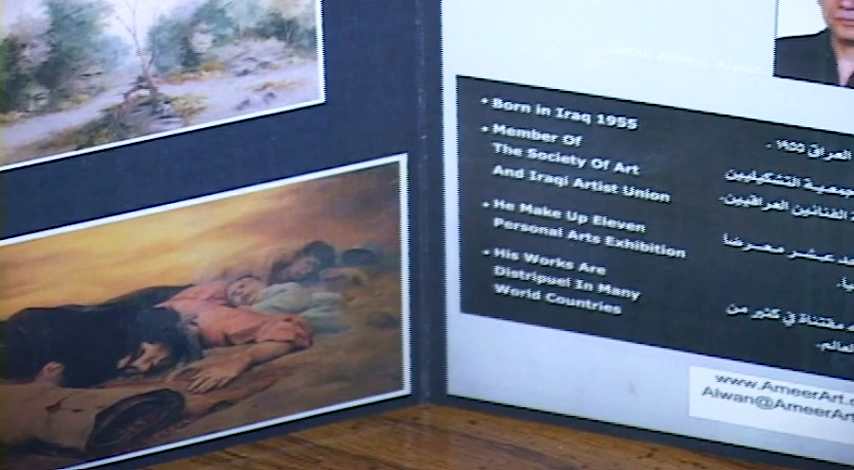 • Born in Iraq 1955
• Member Of
The Society Of Art
And Iraqi Artist Union
• He Make Up Eleven
Personal Arts Exhibition
• His Works Are
Distripuel In Many
World Countries
العراق ١٩٥٥ .
جمعية التشكيليين
الفنانين العراقيين.
عشر معرضا
مقتناة في كثير من
www.AmeerArt.
Alwan@AmeerArt